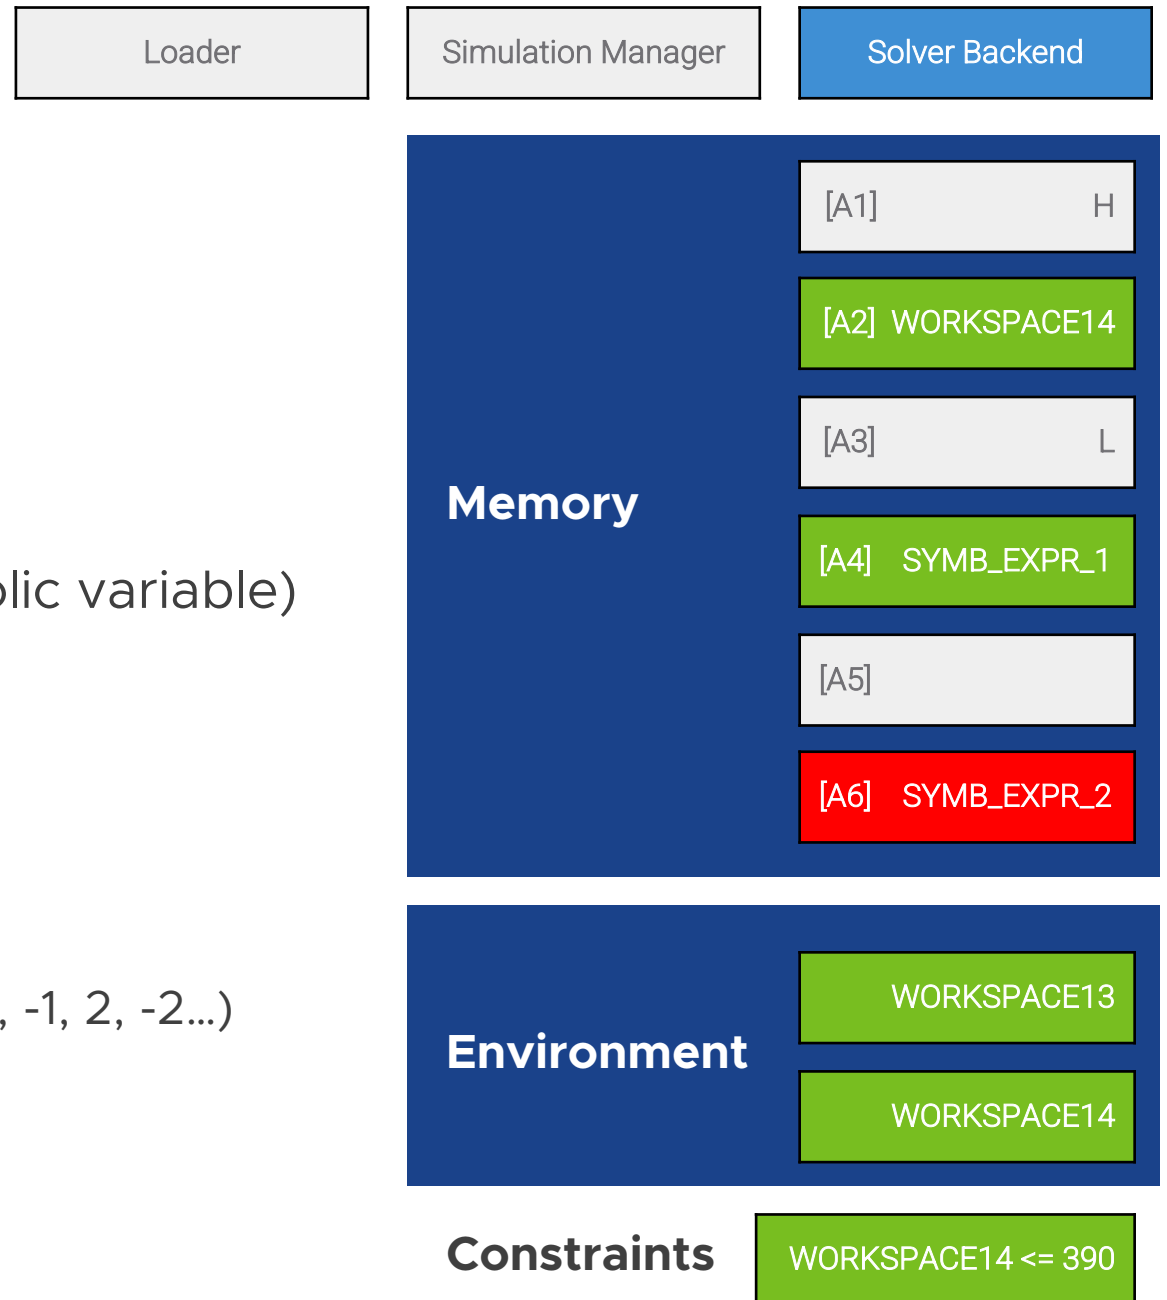 Loader
Simulation Manager
Solver Backend
[A1] H
[A2] WORKSPACE14
[A3] L
Memory
[A4] SYMB_EXPR_1
variable)
[A5]
[A6] SYMB_EXPR_2
WORKSPACE13
, -1, 2, -2…)
Environment
WORKSPACE14
Constraints
WORKSPACE14 <= 390